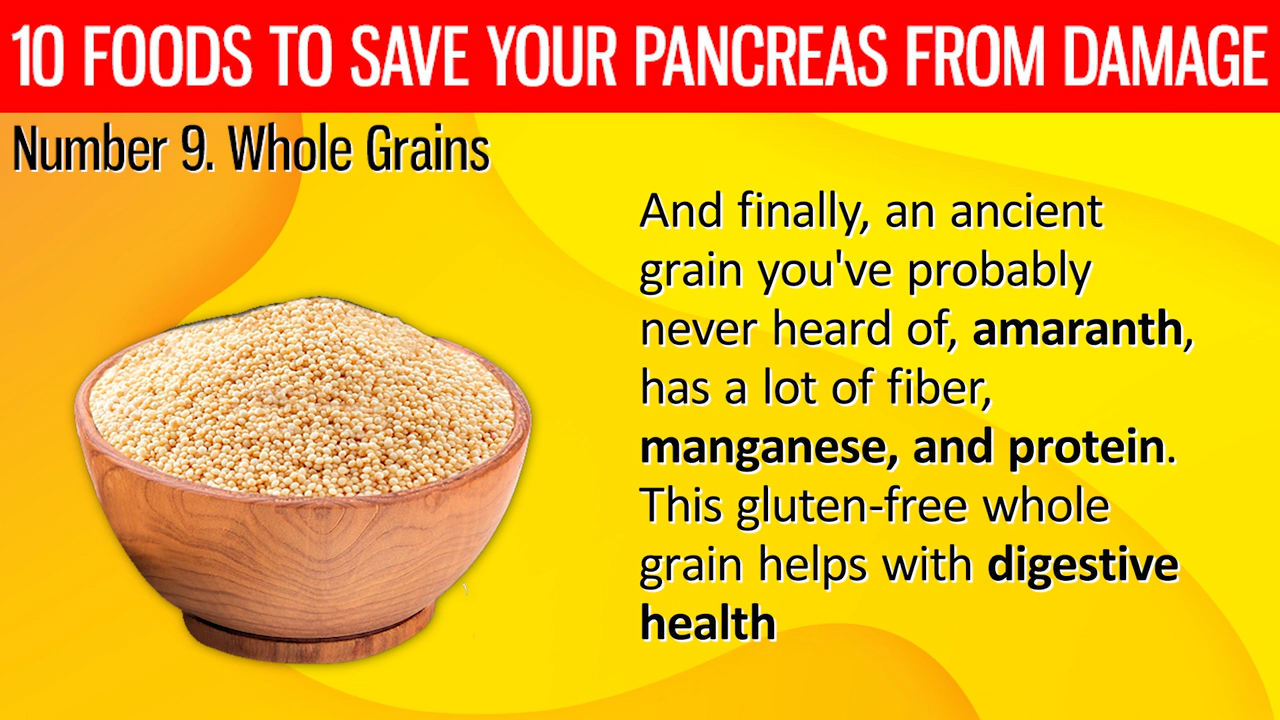 10 FOODS TO SAVE YOUR PANCREAS FROM DAMAGE
Number 9. Whole Grains
And finally, an ancient
grain you've probably
never heard of, amaranth,
has a lot of fiber,
manganese, and protein.
This gluten-free whole
grain helps with digestive
health